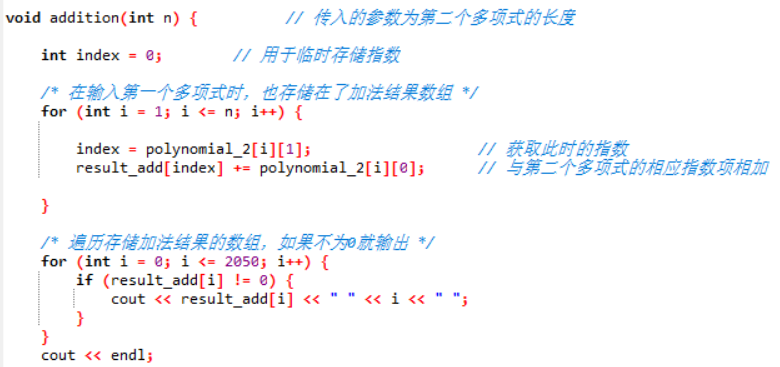 void addition(int n) {          // 传入的参数为第二个多项式的长度
    int index = 0;        // 用于临时存储指数
    /* 在输入第一个多项式时，也存储在了加法结果数组 */
    for (int i = 1; i <= n; i++) {
        index = polynomial_2[i][1];                   // 获取此时的指数
        result_add[index] += polynomial_2[i][0];      // 与第二个多项式的相应指数项相加
    }
    /* 遍历存储加法结果的数组，如果不为0就输出 */
    for (int i = 0; i <= 2050; i++) {
        if (result_add[i] != 0) {
            cout << result_add[i] << " " << i << " ";
        }
    }
    cout << endl;